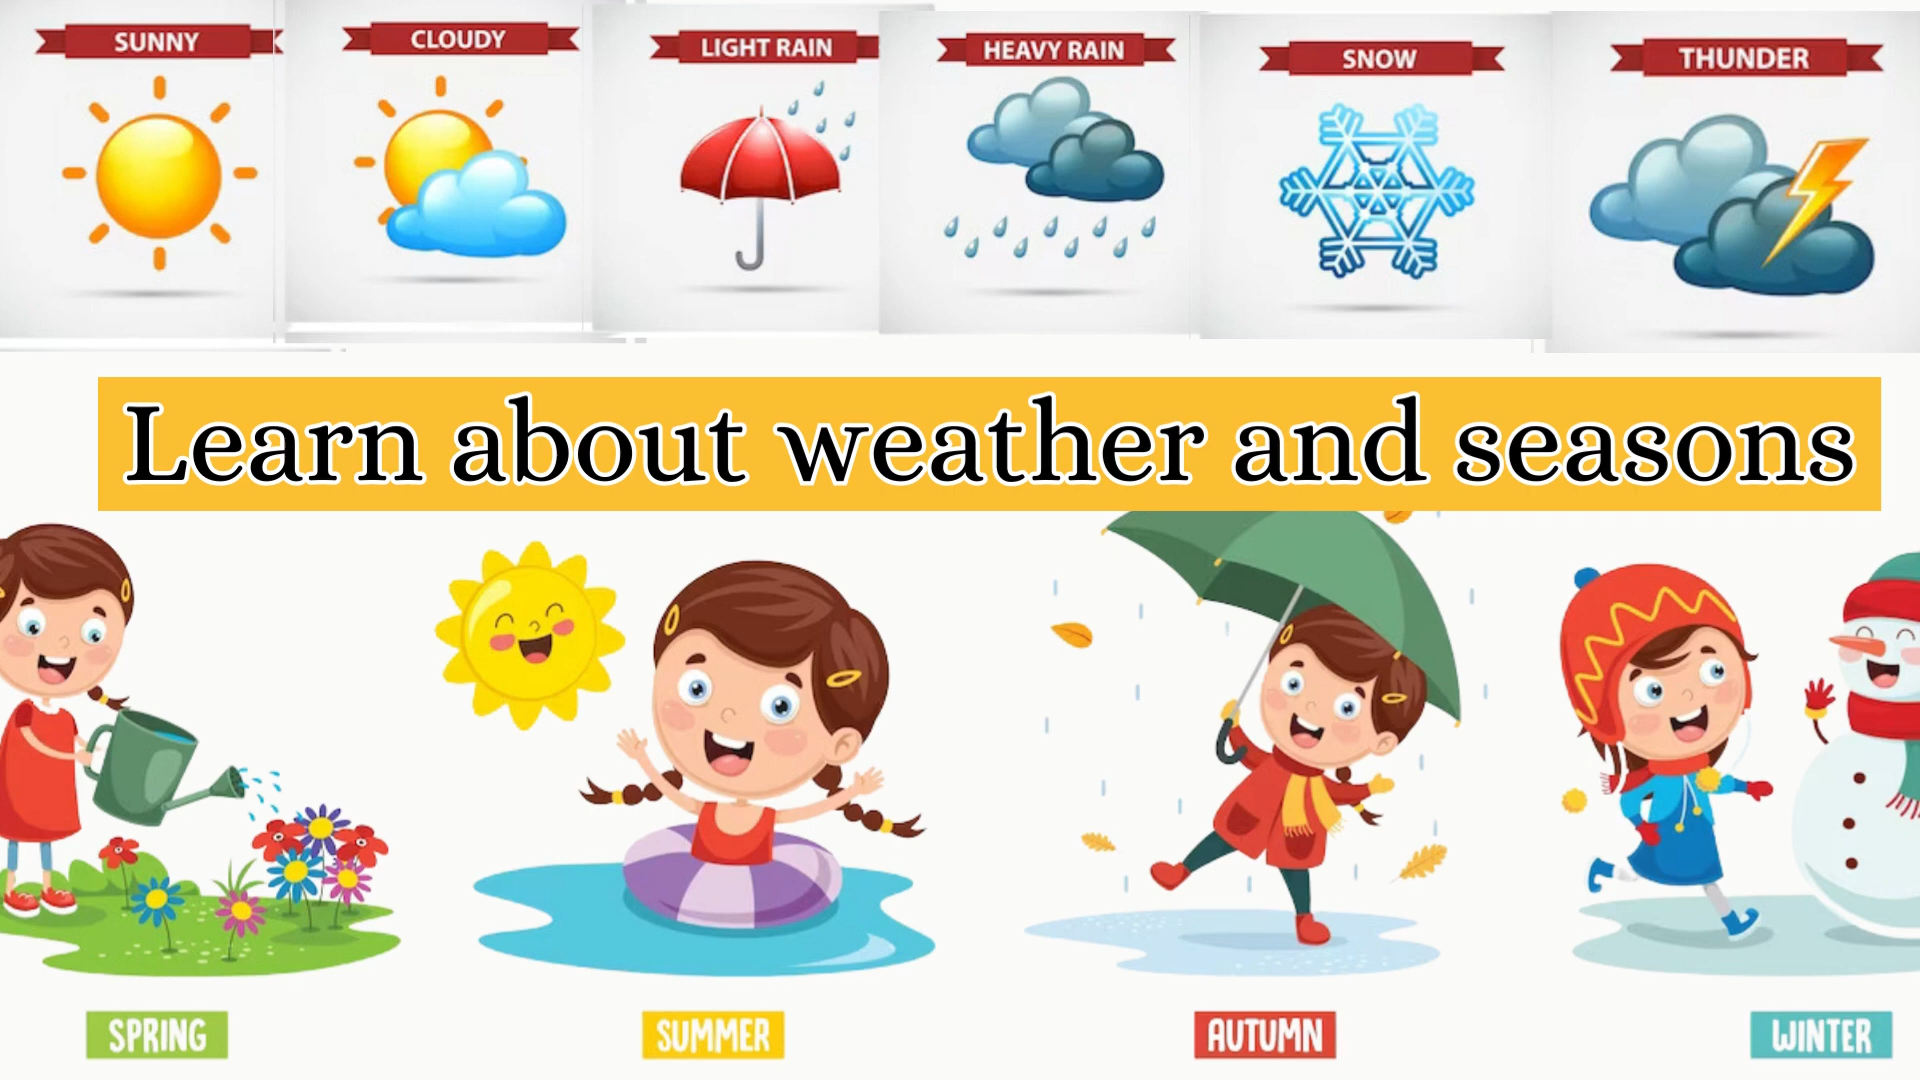 SUNNY
CLOUDY
LIGHT RAIN
HEAVY RAIN
SNOW
THUNDER
Learn about weather and seasons
SPRING
SUMMER
AUTUMN
WINTER